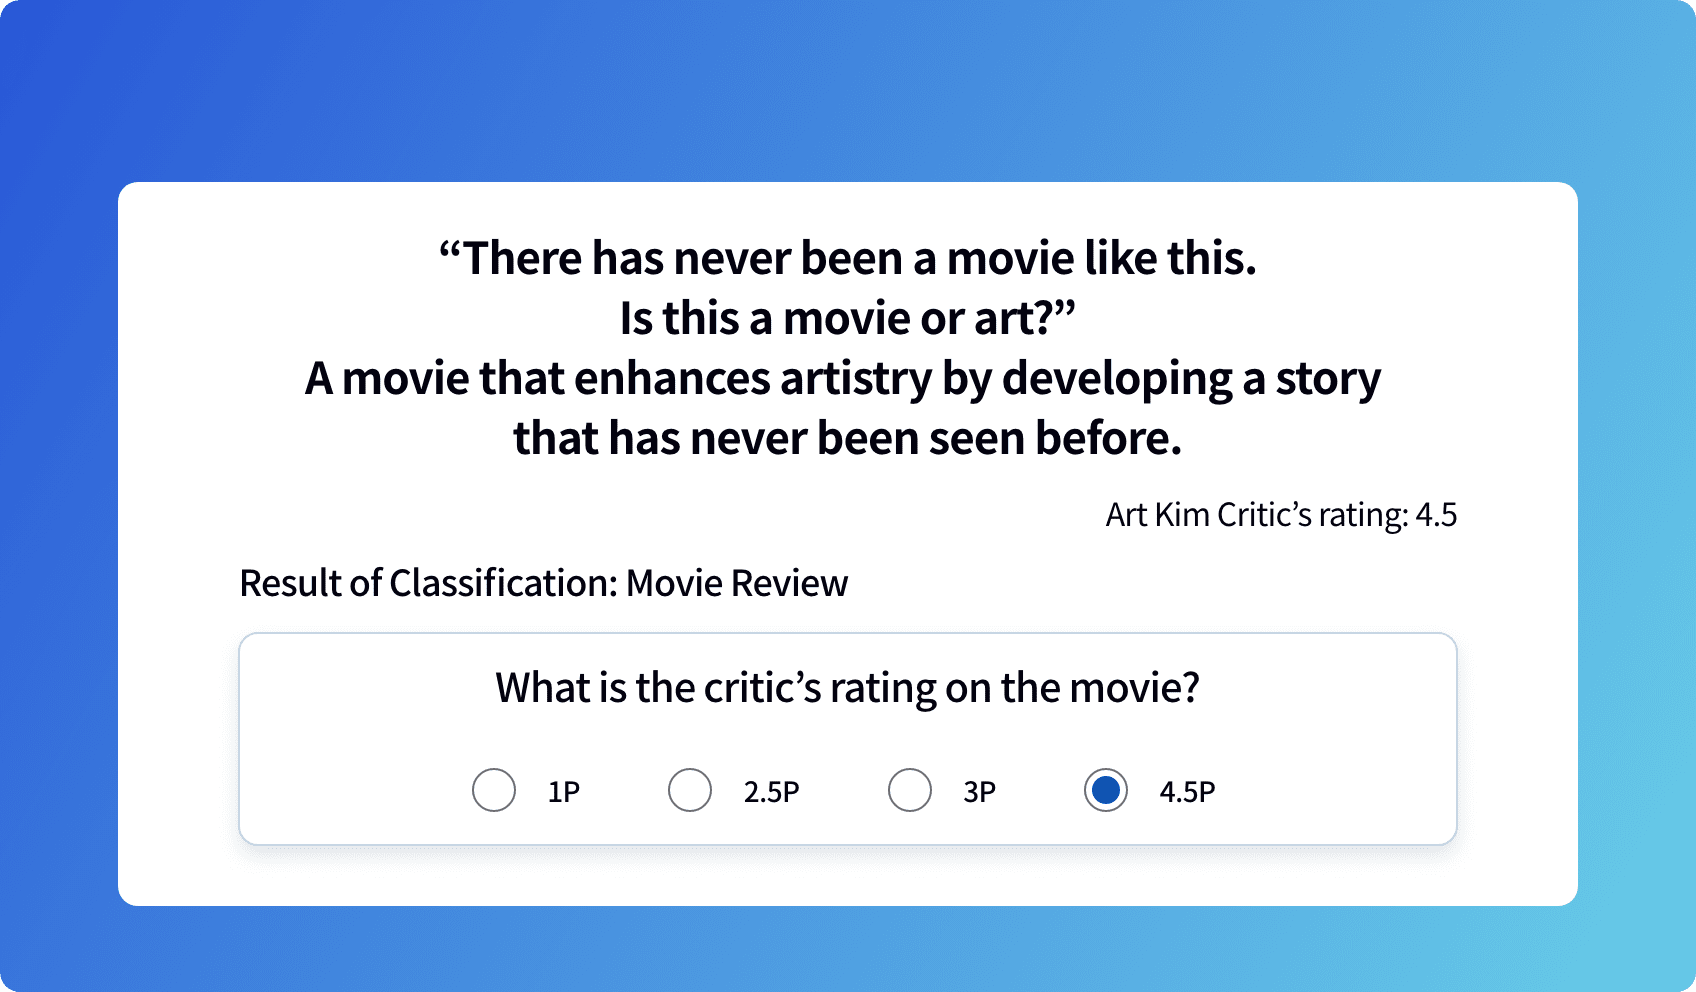 “There has never been a movie like this.
Is this a movie or art?”
A movie that enhances artistry by developing a story
that has never been seen before.
Art Kim Critic’s rating: 4.5
Result of Classification: Movie Review
What is the critic’s rating on the movie?
1P 2.5P 3P 4.5P